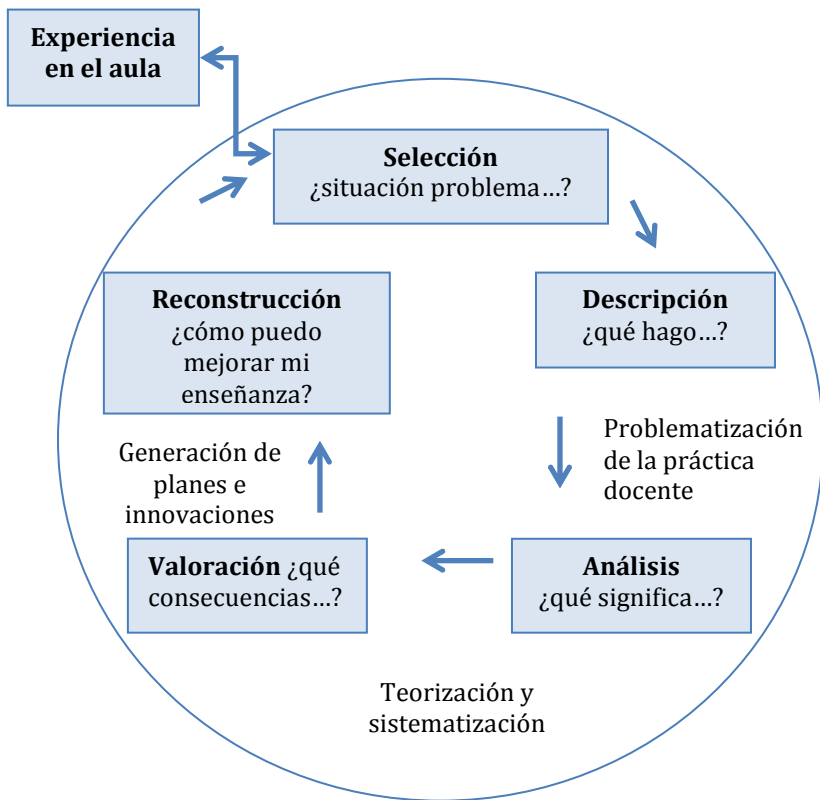 Experiencia
en el aula
Selección
¿situación problema…?
Reconstrucción
¿cómo puedo
mejorar mi
enseñanza?
Descripción
¿qué hago…?
Problematización
de la práctica
docente
Generación de
planes e
innovaciones
Valoración ¿qué
consecuencias…?
Análisis
¿qué significa…?
Teorización y
sistematización